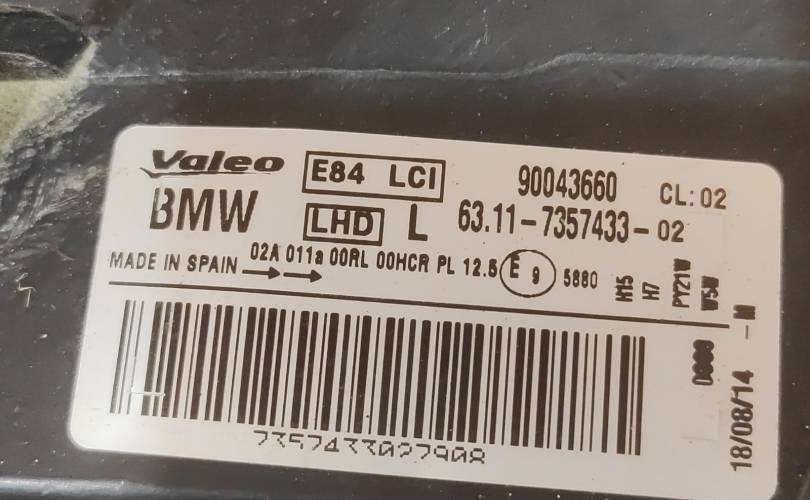 Valeo E84 LCI 90043660 CL: 02
BMW LHD L 63.11-7357433-02
MADE IN SPAIN 02A 011a 00RL 00HCR PL 12.5 E 9 5880
H15
H7
PY21W
W5W
18/08/14 - M
7357433027908